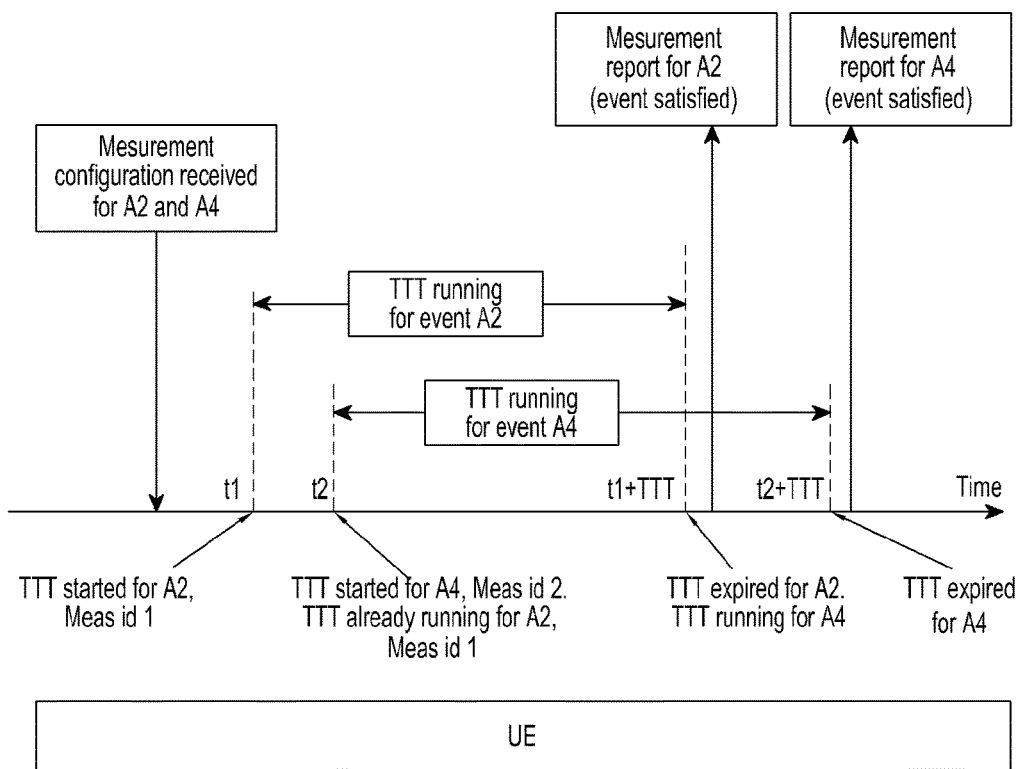 Mesurement
report for A2
(event satisfied)
Mesurement
report for A4
(event satisfied)
Mesurement
configuration received
for A2 and A4
TTT running
for event A2
TTT running
for event A4
t1
t2
t1+TTT
t2+TTT
Time
TTT started for A2,
Meas id 1
TTT started for A4, Meas id 2.
TTT already running for A2,
Meas id 1
TTT expired for A2.
TTT running for A4
TTT expired
for A4
UE